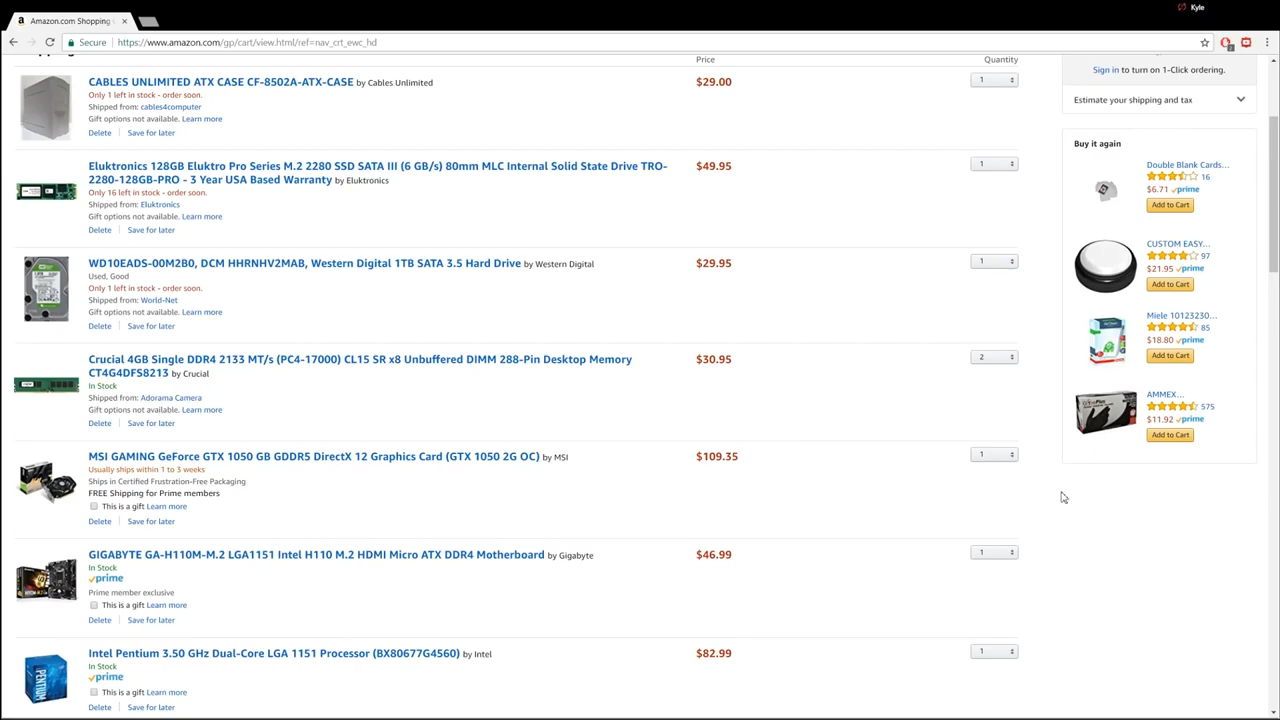 Kyle
Amazon.com Shopping
Secure
https://www.amazon.com/gp/cart/view.html/ref=nav_crt_ewc_hd
Price
Quantity
CABLES UNLIMITED ATX CASE CF-8502A-ATX-CASE by Cables Unlimited
$29.00
1
Only 1 left in stock - order soon.
Shipped from: cables4computer
Gift options not available. Learn more
Delete
Save for later
Eluktronics 128GB Eluktro Pro Series M.2 2280 SSD SATA III (6 GB/s) 80mm MLC Internal Solid State Drive TRO-
2280-128GB-PRO - 3 Year USA Based Warranty by Eluktronics
$49.95
1
Only 16 left in stock - order soon.
Shipped from: Eluktronics
Gift options not available. Learn more
Delete
Save for later
WD10EADS-00M2B0, DCM HHRNHV2MAB, Western Digital 1TB SATA 3.5 Hard Drive by Western Digital
$29.95
1
Used, Good
Only 1 left in stock - order soon.
Shipped from: World-Net
Gift options not available. Learn more
Delete
Save for later
Crucial 4GB Single DDR4 2133 MT/s (PC4-17000) CL15 SR x8 Unbuffered DIMM 288-Pin Desktop Memory
CT4G4DFS8213 by Crucial
$30.95
2
In Stock
Shipped from: Adorama Camera
Gift options not available. Learn more
Delete
Save for later
MSI GAMING GeForce GTX 1050 GB GDDR5 DirectX 12 Graphics Card (GTX 1050 2G OC) by MSI
$109.35
1
Usually ships within 1 to 3 weeks
Ships in Certified Frustration-Free Packaging
FREE Shipping for Prime members
This is a gift Learn more
Delete
Save for later
GIGABYTE GA-H110M-M.2 LGA1151 Intel H110 M.2 HDMI Micro ATX DDR4 Motherboard by Gigabyte
$46.99
1
In Stock
prime
Prime member exclusive
This is a gift Learn more
Delete
Save for later
Intel Pentium 3.50 GHz Dual-Core LGA 1151 Processor (BX80677G4560) by Intel
$82.99
1
In Stock
prime
This is a gift Learn more
Delete
Save for later
PENTIUM
Sign in to turn on 1-Click ordering.
Estimate your shipping and tax
Buy it again
Double Blank Cards...
16
$6.71 prime
Add to Cart
CUSTOM EASY...
97
$21.95 prime
Add to Cart
Miele 10123230...
85
$18.80 prime
Add to Cart
AMMEX...
575
$11.92 prime
Add to Cart